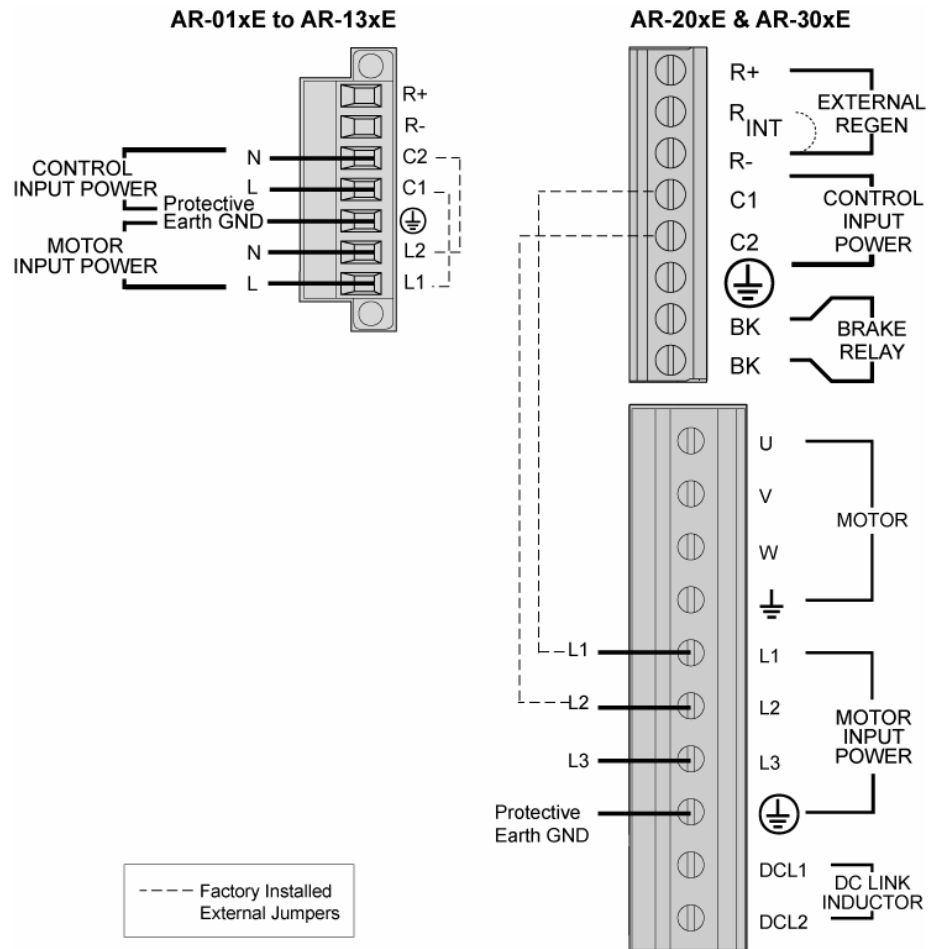 AR-01xE to AR-13xE
R+
R-
C2
C1
L2
L1
N
L
N
L
CONTROL
INPUT POWER
Protective
Earth GND
MOTOR
INPUT POWER
AR-20xE & AR-30xE
R+
R INT
R-
C1
C2
BK
BK
EXTERNAL
REGEN
CONTROL
INPUT
POWER
BRAKE
RELAY
U
V
W
MOTOR
L1
L1
L2
L2
L3
L3
MOTOR
INPUT
POWER
Protective
Earth GND
DCL1
DCL2
DC LINK
INDUCTOR
Factory Installed
External Jumpers